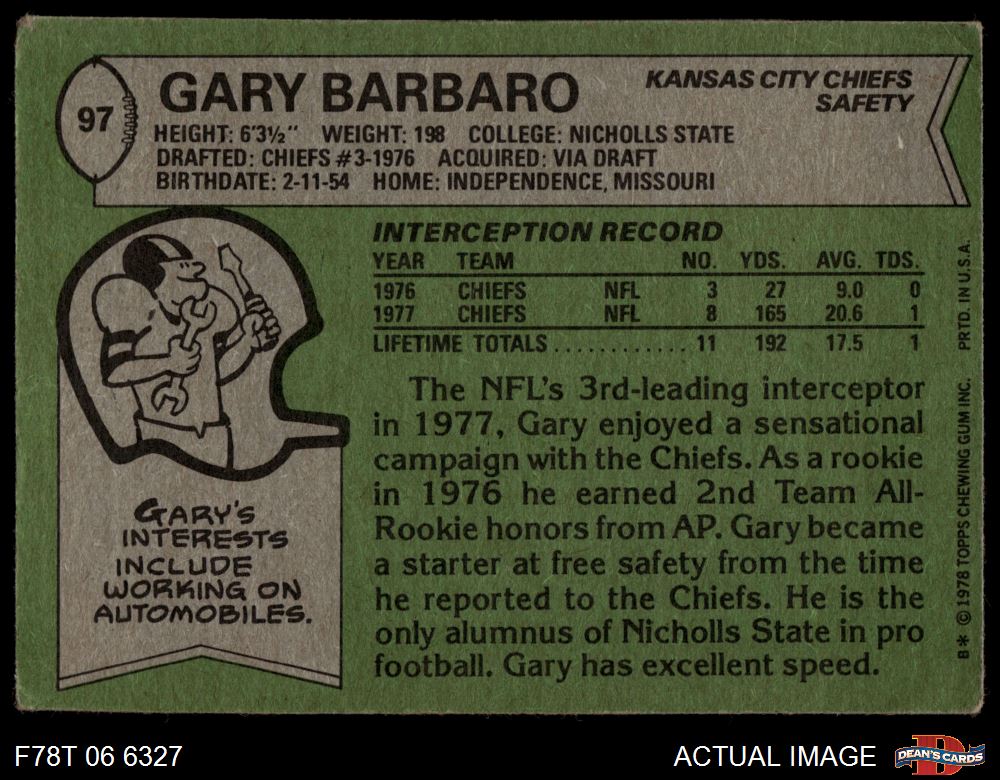 97
GARY BARBARO
KANSAS CITY CHIEFS
SAFETY
HEIGHT: 6'3½" WEIGHT: 198 COLLEGE: NICHOLLS STATE
DRAFTED: CHIEFS #3-1976 ACQUIRED: VIA DRAFT
BIRTHDATE: 2-11-54 HOME: INDEPENDENCE, MISSOURI
INTERCEPTION RECORD
YEAR TEAM NO. YDS. AVG. TDS.
1976 CHIEFS NFL 3 27 9.0 0
1977 CHIEFS NFL 8 165 20.6 1
LIFETIME TOTALS ............ 11 192 17.5 1
The NFL's 3rd-leading interceptor
in 1977, Gary enjoyed a sensational
campaign with the Chiefs. As a rookie
in 1976 he earned 2nd Team All-
Rookie honors from AP. Gary became
a starter at free safety from the time
he reported to the Chiefs. He is the
only alumnus of Nicholls State in pro
football. Gary has excellent speed.
GARY'S
INTERESTS
INCLUDE
WORKING ON
AUTOMOBILES.
B* ©1978 TOPPS CHEWING GUM INC. PRTD. IN U.S.A.
F78T 06 6327
ACTUAL IMAGE
D
DEAN'S CARDS